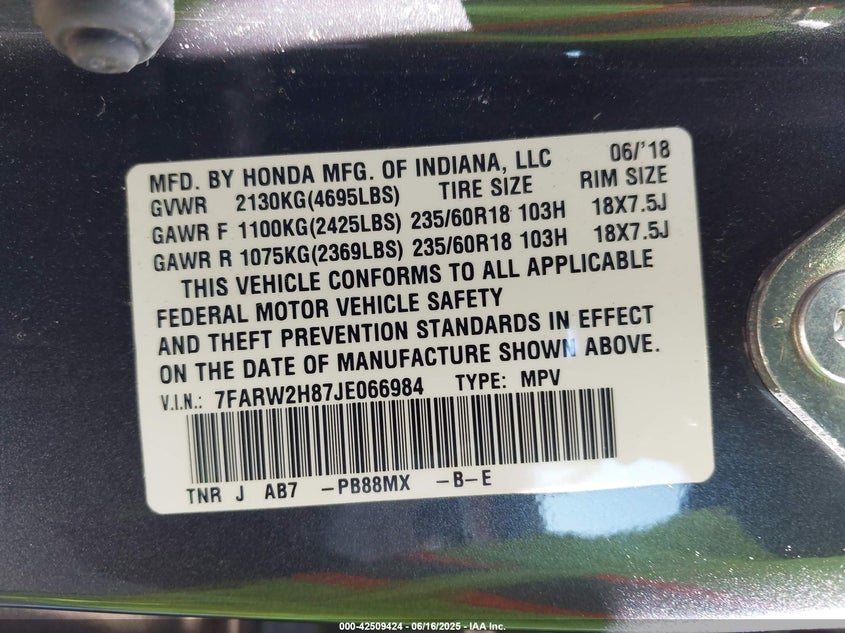 MFD. BY HONDA MFG. OF INDIANA, LLC 06/'18
GVWR 2130KG(4695LBS) TIRE SIZE RIM SIZE
GAWR F 1100KG(2425LBS) 235/60R18 103H 18X7.5J
GAWR R 1075KG(2369LBS) 235/60R18 103H 18X7.5J
THIS VEHICLE CONFORMS TO ALL APPLICABLE
FEDERAL MOTOR VEHICLE SAFETY
AND THEFT PREVENTION STANDARDS IN EFFECT
ON THE DATE OF MANUFACTURE SHOWN ABOVE.
V.I.N.: 7FARW2H87JE066984 TYPE: MPV
TNR J AB7 -PB88MX -B-E
000-42509424 - 06/16/2025 - IAA Inc.